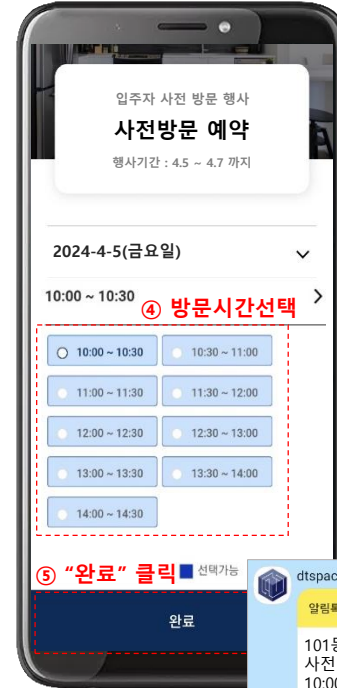 입주자 사전 방문 행사
사전방문 예약
행사기간 : 4.5 ~ 4.7 까지
2024-4-5(금요일)
10:00 ~ 10:30
④ 방문시간선택
10:00 ~ 10:30 10:30 ~ 11:00
11:00 ~ 11:30 11:30 ~ 12:00
12:00 ~ 12:30 12:30 ~ 13:00
13:00 ~ 13:30 13:30 ~ 14:00
14:00 ~ 14:30
⑤ “완료” 클릭 선택가능
완료
dtspac
알림톡
101동
사전
10:00